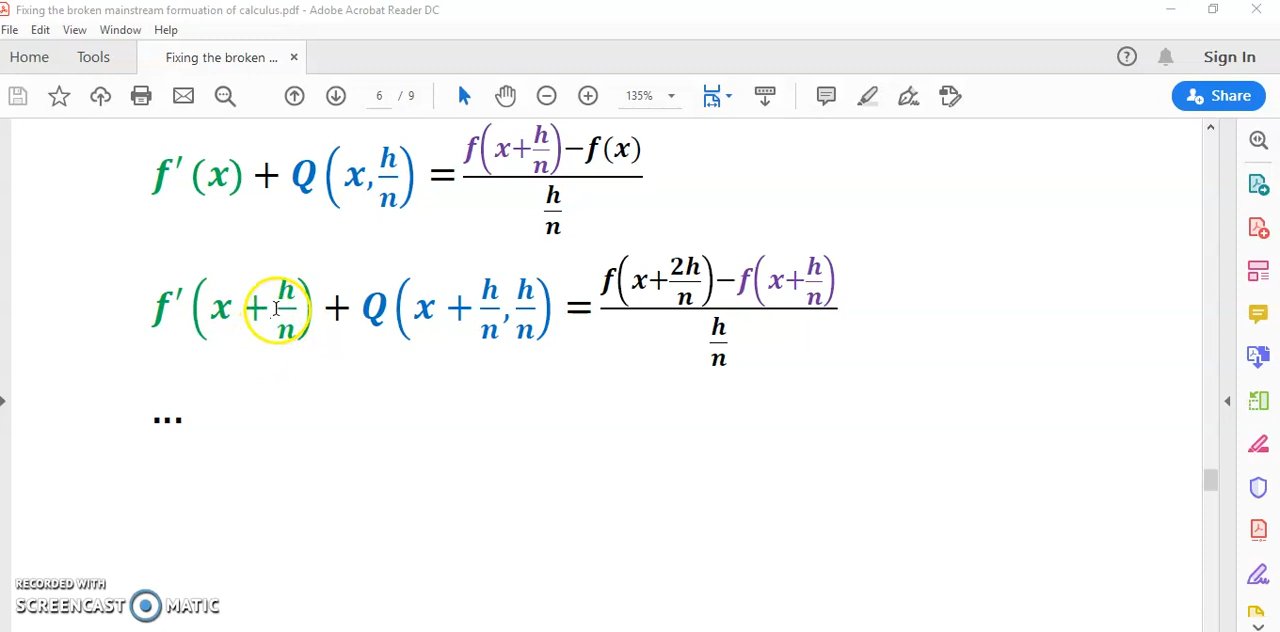 Fixing the broken mainstream formuation of calculus.pdf - Adobe Acrobat Reader DC
File Edit View Window Help
Home Tools Fixing the broken ... × ? Sign In
6 / 9 135% Share
f′(x) + Q(x, h/n) = (f(x+h/n)−f(x))/(h/n)
f′(x + h/n) + Q(x + h/n, h/n) = (f(x+2h/n)−f(x+h/n))/(h/n)
...
RECORDED WITH
SCREENCAST MATIC